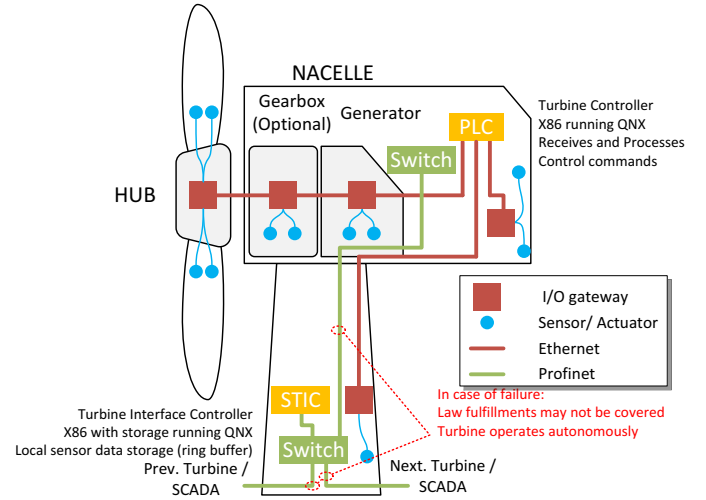 NACELLE
Gearbox
(Optional)
Generator
PLC
Switch
Turbine Controller
X86 running QNX
Receives and Processes
Control commands
HUB
I/O gateway
Sensor/ Actuator
Ethernet
Profinet
STIC
Switch
In case of failure:
Law fulfillments may not be covered
Turbine operates autonomously
Turbine Interface Controller
X86 with storage running QNX
Local sensor data storage (ring buffer)
Prev. Turbine /
SCADA
Next. Turbine /
SCADA